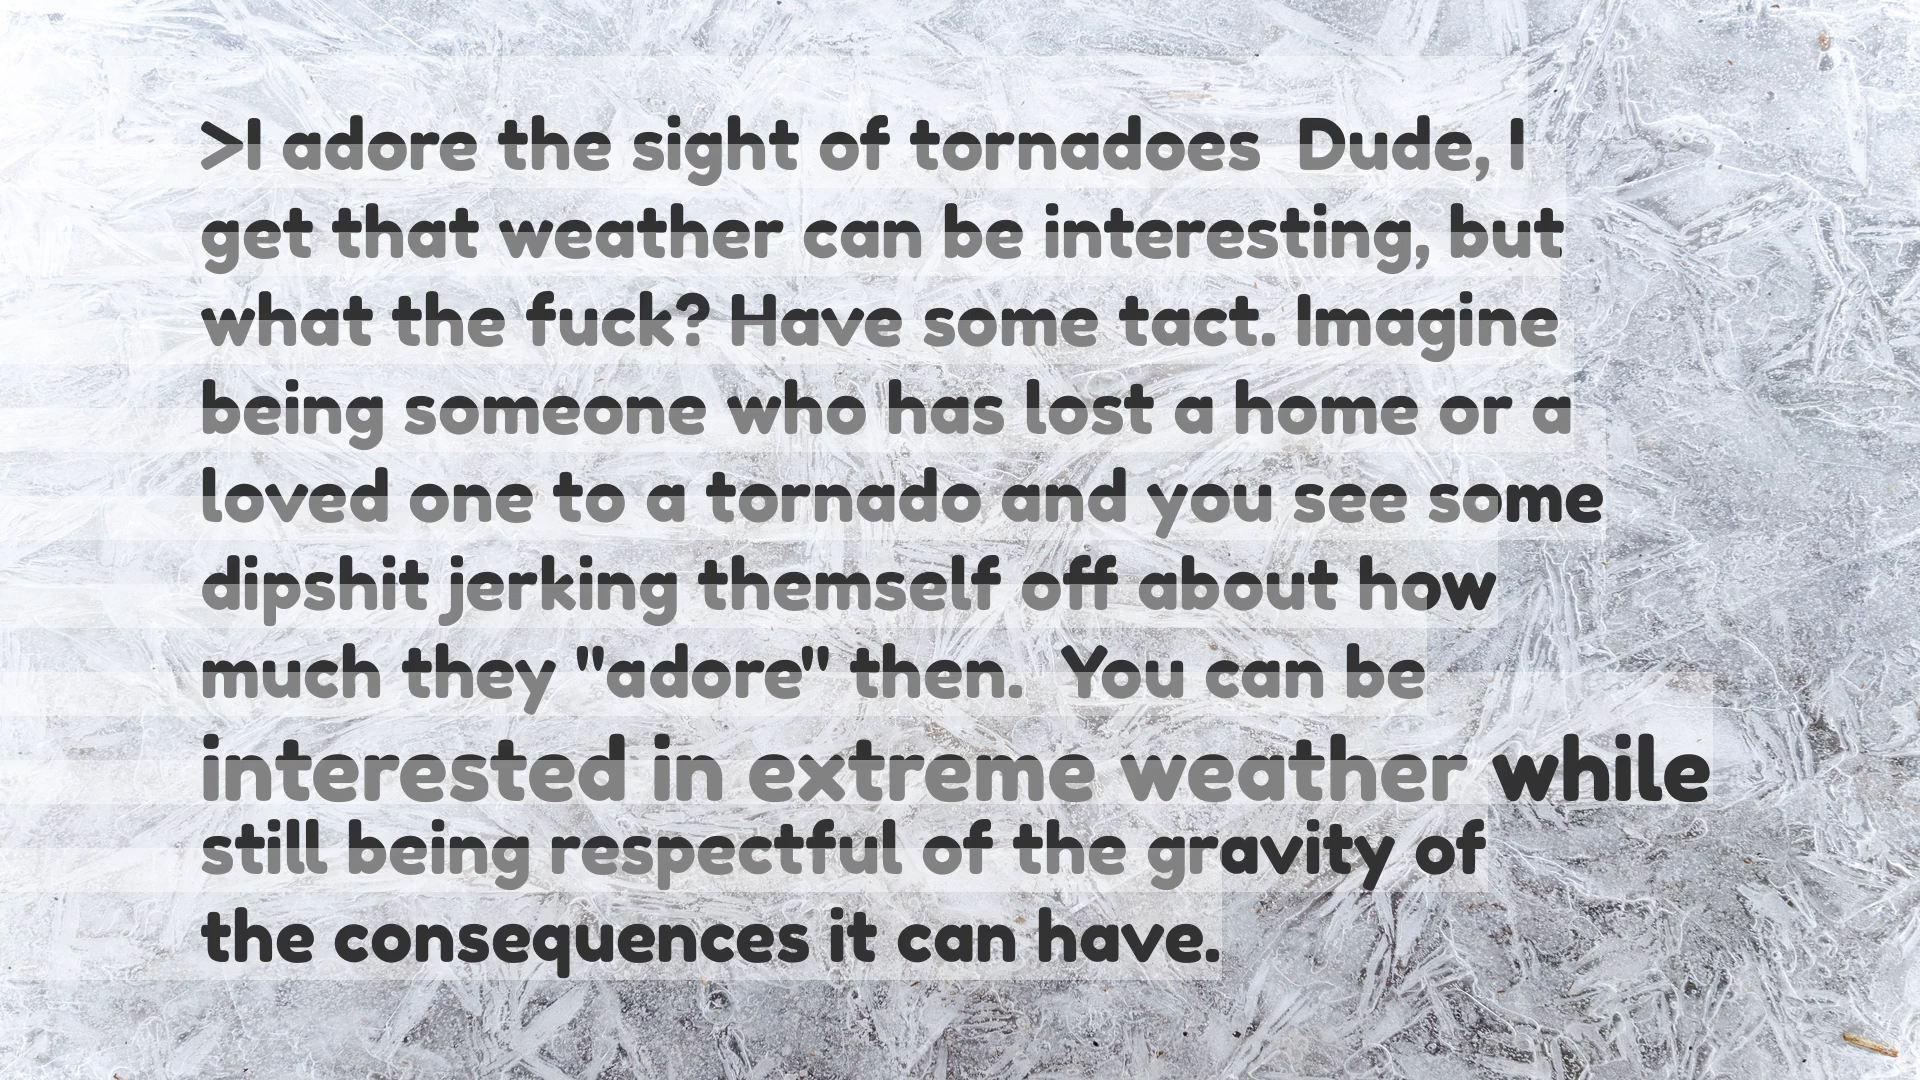 >I adore the sight of tornadoes  Dude, I
get that weather can be interesting, but
what the fuck? Have some tact. Imagine
being someone who has lost a home or a
loved one to a tornado and you see some
dipshit jerking themself off about how
much they "adore" then.  You can be
interested in extreme weather while
still being respectful of the gravity of
the consequences it can have.